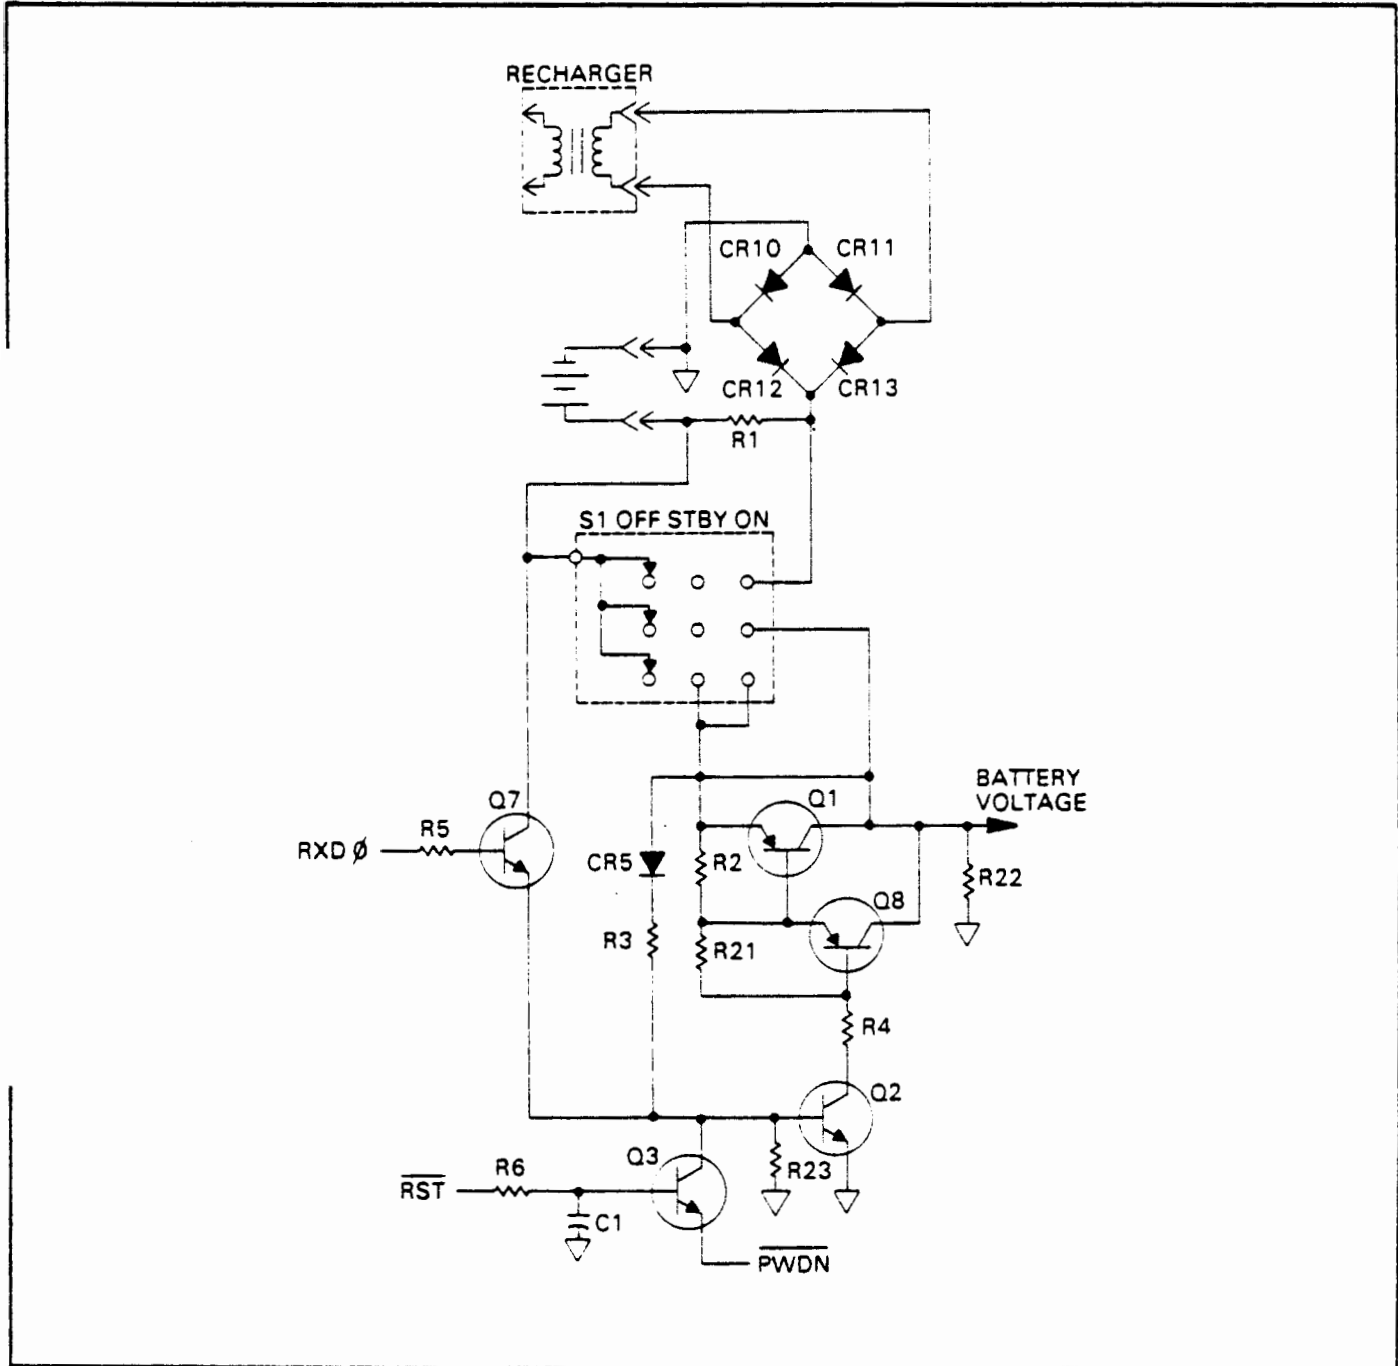 RECHARGER
CR10
CR11
CR12
CR13
R1
S1 OFF STBY ON
BATTERY
VOLTAGE
Q7
Q1
R5
RXD Ø
CR5
R2
R22
Q8
R3
R21
R4
Q2
Q3
R23
R6
RST
C1
PWDN